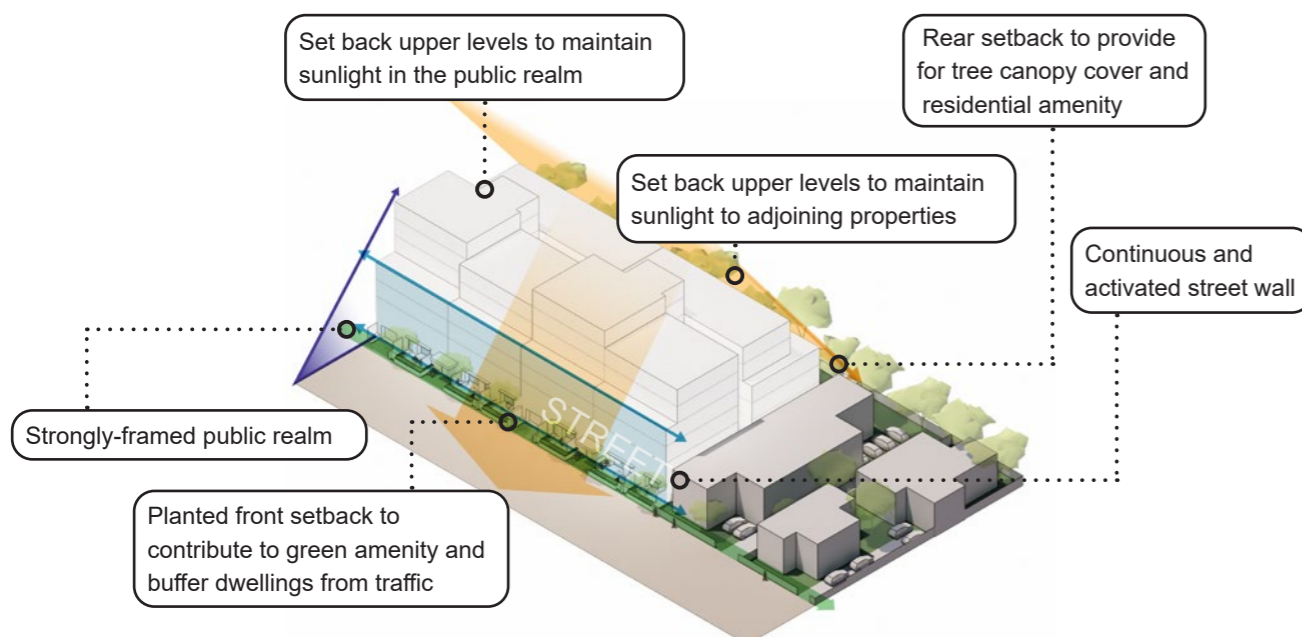 Set back upper levels to maintain
sunlight in the public realm
Rear setback to provide
for tree canopy cover and
residential amenity
Set back upper levels to maintain
sunlight to adjoining properties
Continuous and
activated street wall
STREET
Strongly-framed public realm
Planted front setback to
contribute to green amenity and
buffer dwellings from traffic